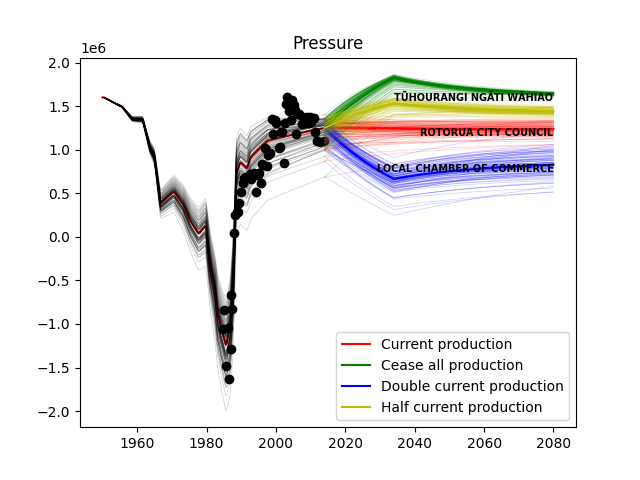 Pressure
1e6
2.0
1.5
1.0
0.5
0.0
−0.5
−1.0
−1.5
−2.0
TŪHOURANGI NGĀTI WĀHIAO
ROTORUA CITY COUNCIL
LOCAL CHAMBER OF COMMERCE
Current production
Cease all production
Double current production
Half current production
1960 1980 2000 2020 2040 2060 2080